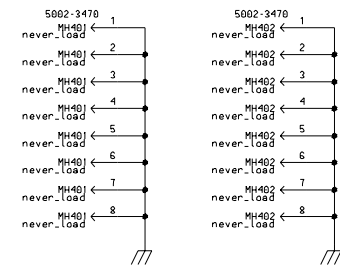 5002-3470
MH401 1
never_load
MH401 2
never_load
MH401 3
never_load
MH401 4
never_load
MH401 5
never_load
MH401 6
never_load
MH401 7
never_load
MH401 8
never_load
5002-3470
MH402 1
never_load
MH402 2
never_load
MH402 3
never_load
MH402 4
never_load
MH402 5
never_load
MH402 6
never_load
MH402 7
never_load
MH402 8
never_load